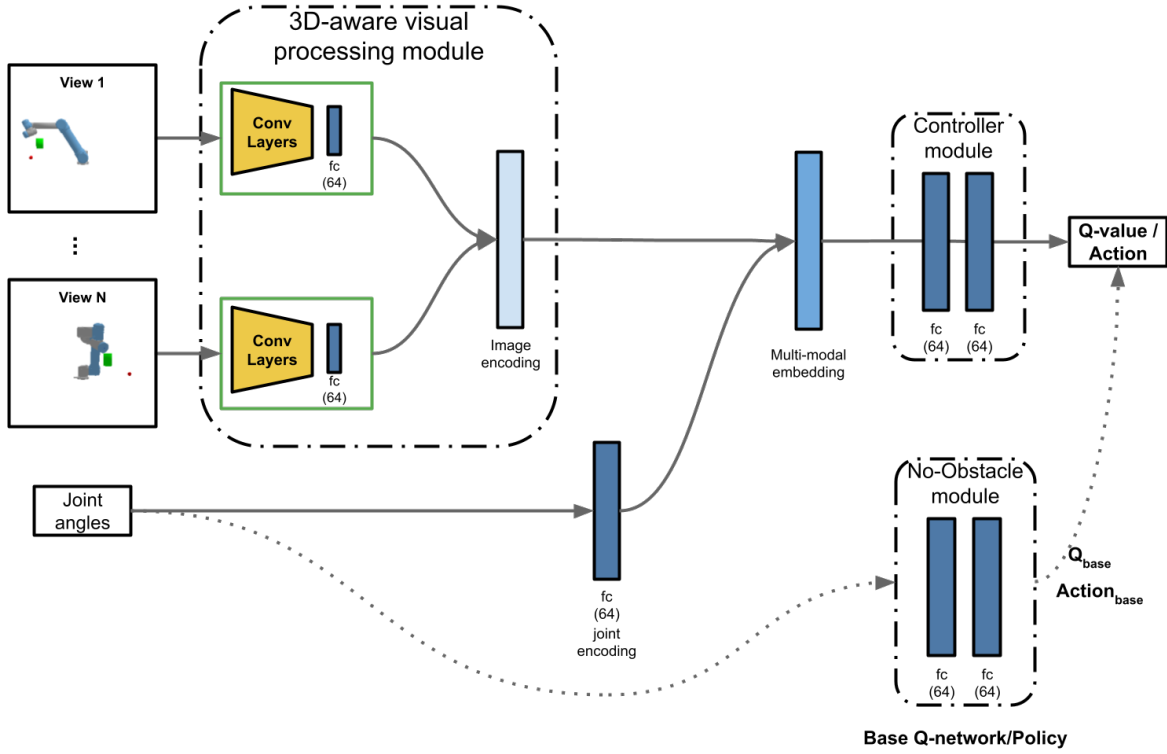 3D-aware visual
processing module
View 1
Conv
Layers
fc
(64)
...
View N
Conv
Layers
fc
(64)
Image
encoding
Multi-modal
embedding
Controller
module
fc
(64)
fc
(64)
Q-value /
Action
Joint
angles
fc
(64)
joint
encoding
No-Obstacle
module
fc
(64)
fc
(64)
Qbase
Actionbase
Base Q-network/Policy